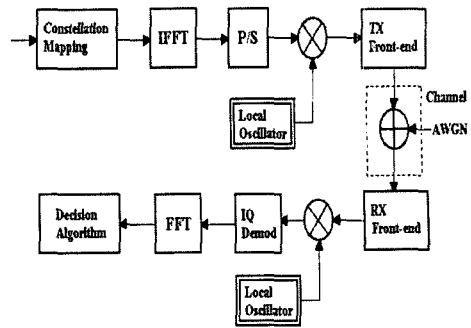 Constellation
Mapping
IFFT
P/S
TX
Front-end
Local
Oscillator
Channel
AWGN
Decision
Algorithm
FFT
IQ
Demod
RX
Front-end
Local
Oscillator